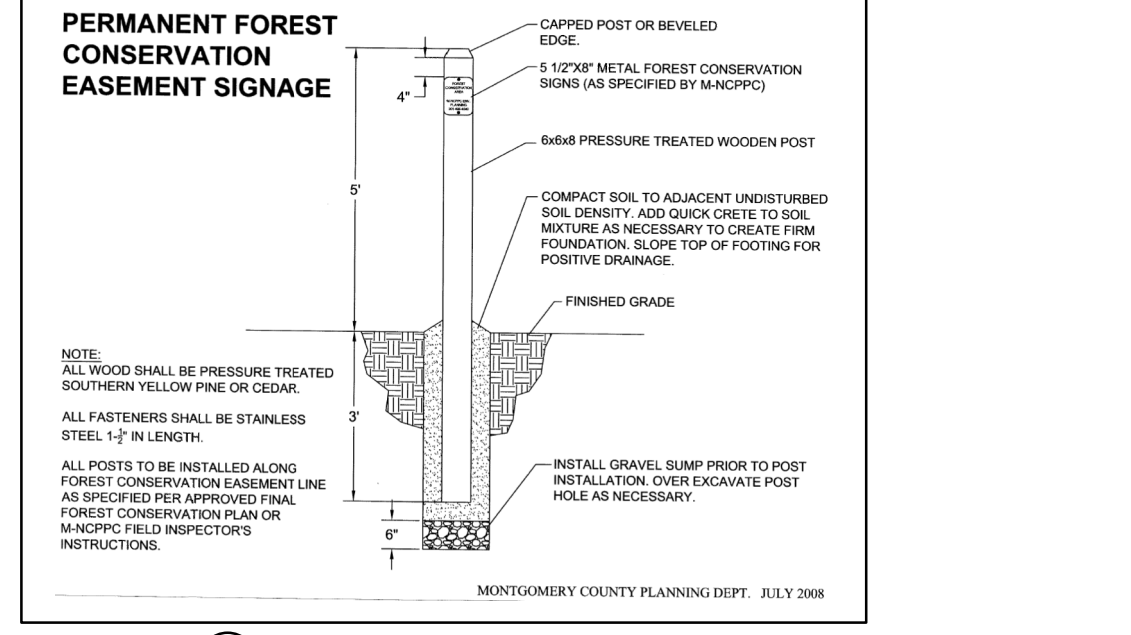 PERMANENT FOREST
CONSERVATION
EASEMENT SIGNAGE
CAPPED POST OR BEVELED
EDGE.
5 1/2"X8" METAL FOREST CONSERVATION
SIGNS (AS SPECIFIED BY M-NCPPC)
4"
FOREST
CONSERVATION
AREA
PLANNING
6x6x8 PRESSURE TREATED WOODEN POST
5'
COMPACT SOIL TO ADJACENT UNDISTURBED
SOIL DENSITY. ADD QUICK CRETE TO SOIL
MIXTURE AS NECESSARY TO CREATE FIRM
FOUNDATION. SLOPE TOP OF FOOTING FOR
POSITIVE DRAINAGE.
FINISHED GRADE
NOTE:
ALL WOOD SHALL BE PRESSURE TREATED
SOUTHERN YELLOW PINE OR CEDAR.
ALL FASTENERS SHALL BE STAINLESS
STEEL 1-½" IN LENGTH.
ALL POSTS TO BE INSTALLED ALONG
FOREST CONSERVATION EASEMENT LINE
AS SPECIFIED PER APPROVED FINAL
FOREST CONSERVATION PLAN OR
M-NCPPC FIELD INSPECTOR'S
INSTRUCTIONS.
3'
INSTALL GRAVEL SUMP PRIOR TO POST
INSTALLATION. OVER EXCAVATE POST
HOLE AS NECESSARY.
6"
MONTGOMERY COUNTY PLANNING DEPT. JULY 2008